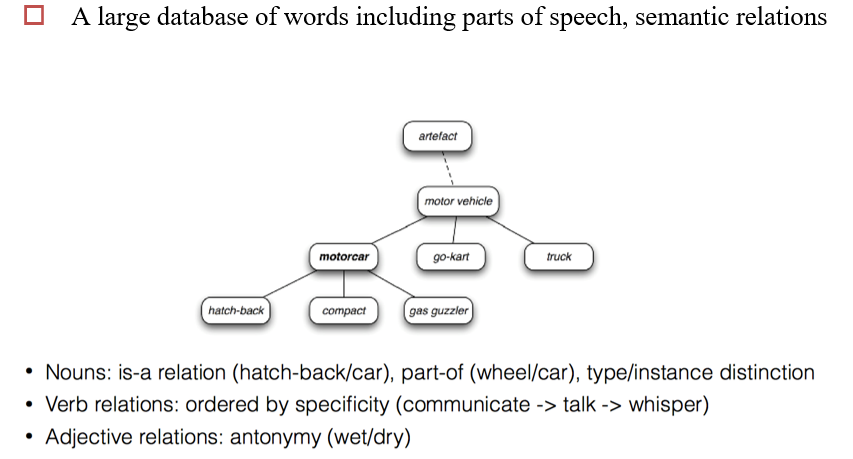 A large database of words including parts of speech, semantic relations
artefact
motor vehicle
motorcar
go-kart
truck
hatch-back
compact
gas guzzler
• Nouns: is-a relation (hatch-back/car), part-of (wheel/car), type/instance distinction
• Verb relations: ordered by specificity (communicate -> talk -> whisper)
• Adjective relations: antonymy (wet/dry)